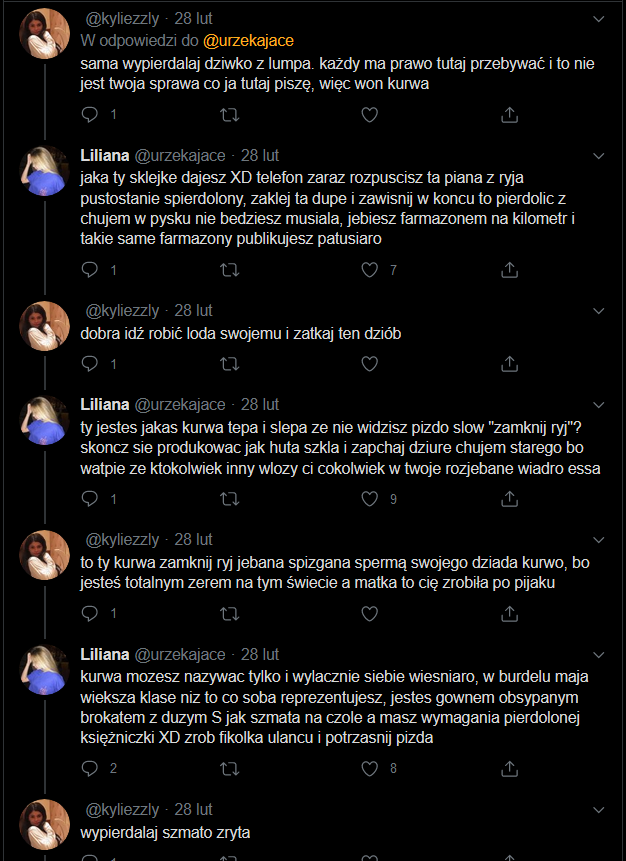 @kyliezzly · 28 lut
W odpowiedzi do @urzekajace
sama wypierdalaj dziwko z lumpa. każdy ma prawo tutaj przebywać i to nie
jest twoja sprawa co ja tutaj piszę, więc won kurwa
1
Liliana @urzekajace · 28 lut
jaka ty sklejke dajesz XD telefon zaraz rozpuscisz ta piana z ryja
pustostanie spierdolony, zaklej ta dupe i zawisnij w koncu to pierdolic z
chujem w pysku nie bedziesz musiala, jebiesz farmazonem na kilometr i
takie same farmazony publikujesz patusiaro
1 7
@kyliezzly · 28 lut
dobra idź robić loda swojemu i zatkaj ten dziób
1
Liliana @urzekajace · 28 lut
ty jestes jakas kurwa tepa i slepa ze nie widzisz pizdo slow "zamknij ryj"?
skoncz sie produkowac jak huta szkla i zapchaj dziure chujem starego bo
watpie ze ktokolwiek inny wlozy ci cokolwiek w twoje rozjebane wiadro essa
1 9
@kyliezzly · 28 lut
to ty kurwa zamknij ryj jebana spizgana spermą swojego dziada kurwo, bo
jesteś totalnym zerem na tym świecie a matka to cię zrobiła po pijaku
1
Liliana @urzekajace · 28 lut
kurwa mozesz nazywac tylko i wylacznie siebie wiesniaro, w burdelu maja
wieksza klase niz to co soba reprezentujesz, jestes gownem obsypanym
brokatem z duzym S jak szmata na czole a masz wymagania pierdolonej
księżniczki XD zrob fikolka ulancu i potrzasnij pizda
2 8
@kyliezzly · 28 lut
wypierdalaj szmato zryta